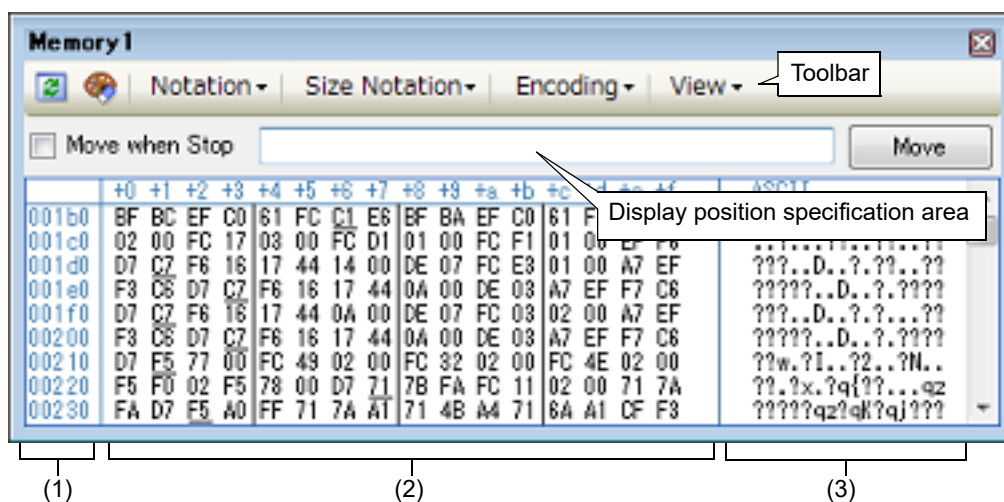 Memory1
Notation Size Notation Encoding View Toolbar
Move when Stop Move
+0 +1 +2 +3 +4 +5 +6 +7 +8 +9 +a +b +c ASCII
Display position specification area
001b0 BF BC EF C0 61 FC C1 E6 BF BA EF C0 61
001c0 02 00 FC 17 03 00 FC D1 01 00 FC F1 01 00 EF F6 ..?...??..??..??
001d0 D7 C7 F6 16 17 44 14 00 DE 07 FC E3 01 00 A7 EF ???..D..?.??..??
001e0 F3 C6 D7 C7 F6 16 17 44 0A 00 DE 03 A7 EF F7 C6 ?????..D..?.????
001f0 D7 C7 F6 16 17 44 0A 00 DE 07 FC 03 02 00 A7 EF ???..D..?.?...??
00200 F3 C6 D7 C7 F6 16 17 44 0A 00 DE 03 A7 EF F7 C6 ?????..D..?.????
00210 D7 F5 77 00 FC 49 02 00 FC 32 02 00 FC 4E 02 00 ??w.?I..?2..?N..
00220 F5 F0 02 F5 78 00 D7 71 7B FA FC 11 02 00 71 7A ??.?x.?q{??...qz
00230 FA D7 F5 A0 FF 71 7A A1 71 4B A4 71 6A A1 CF F3 ?????qz?qK?qj???
(1) (2) (3)